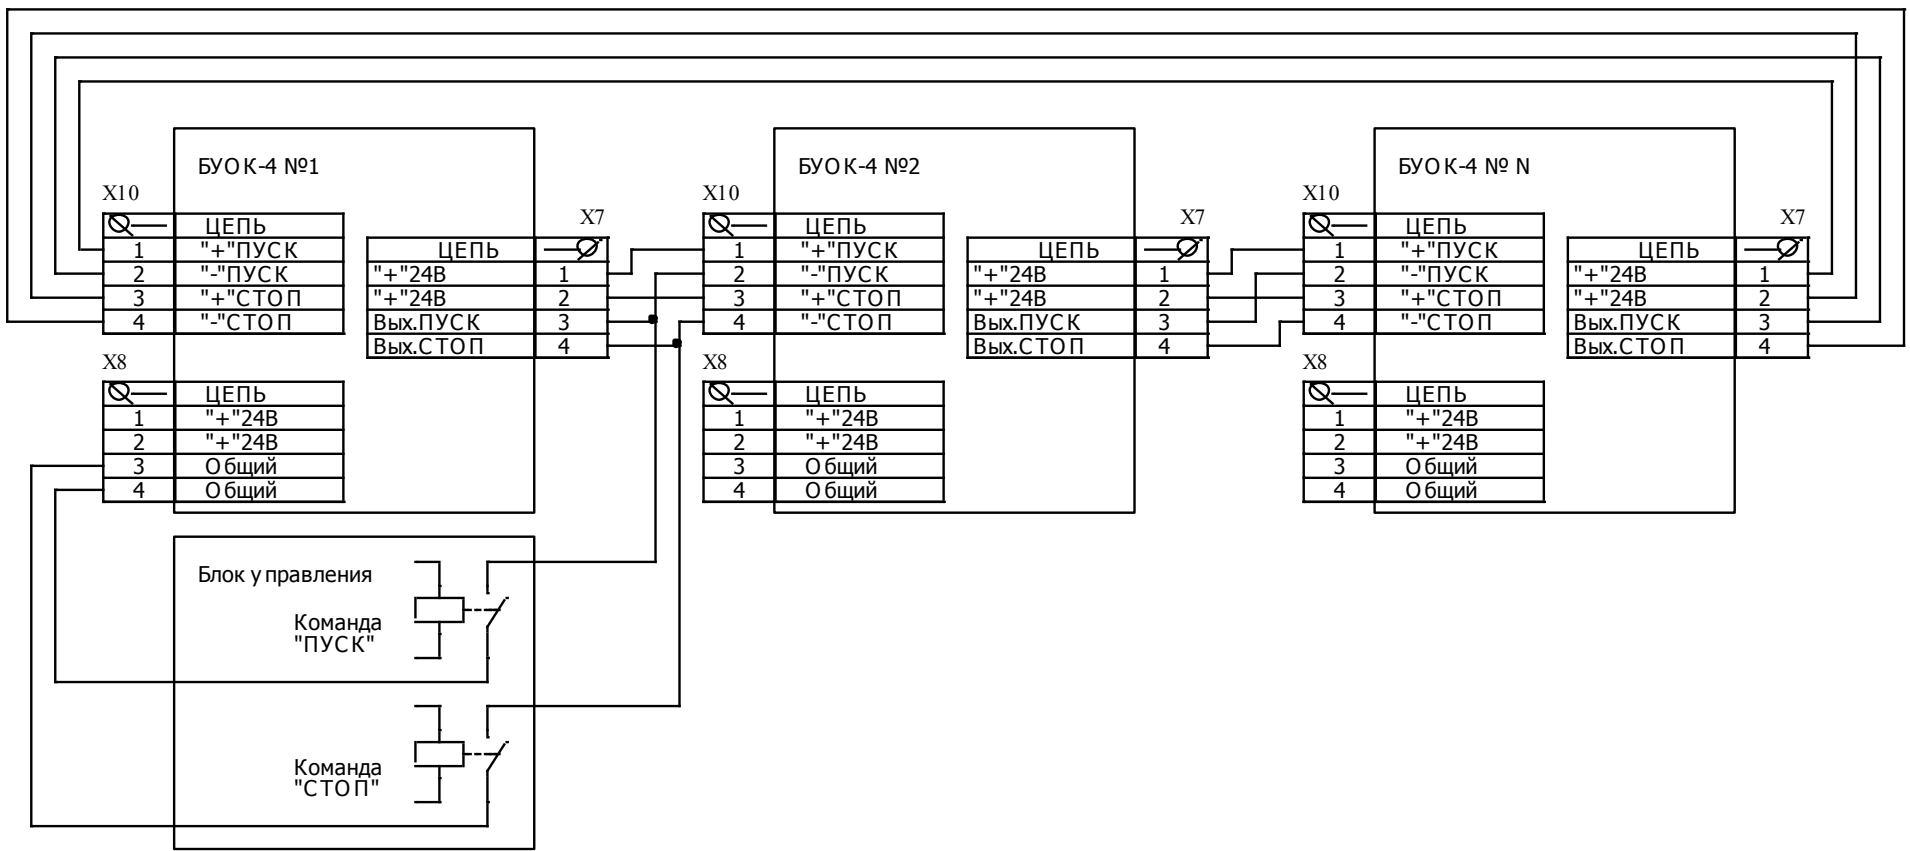 БУОК-4 №1
X10
ЦЕПЬ
1 "+"ПУСК
2 "-"ПУСК
3 "+"СТОП
4 "-"СТОП
X7
ЦЕПЬ
"+"24В 1
"+"24В 2
Вых.ПУСК 3
Вых.СТОП 4
X8
ЦЕПЬ
1 "+"24В
2 "+"24В
3 Общий
4 Общий
БУОК-4 №2
X10
ЦЕПЬ
1 "+"ПУСК
2 "-"ПУСК
3 "+"СТОП
4 "-"СТОП
X7
ЦЕПЬ
"+"24В 1
"+"24В 2
Вых.ПУСК 3
Вых.СТОП 4
X8
ЦЕПЬ
1 "+"24В
2 "+"24В
3 Общий
4 Общий
БУОК-4 № N
X10
ЦЕПЬ
1 "+"ПУСК
2 "-"ПУСК
3 "+"СТОП
4 "-"СТОП
X7
ЦЕПЬ
"+"24В 1
"+"24В 2
Вых.ПУСК 3
Вых.СТОП 4
X8
ЦЕПЬ
1 "+"24В
2 "+"24В
3 Общий
4 Общий
Блок управления
Команда
"ПУСК"
Команда
"СТОП"